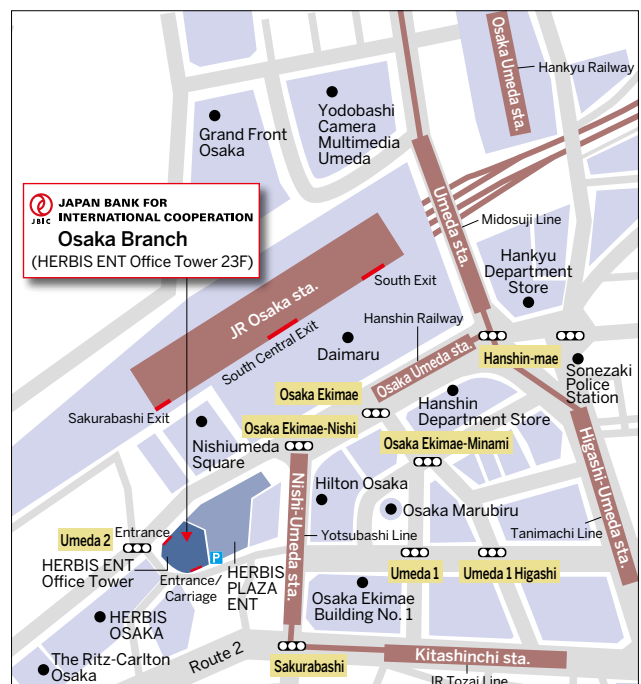 Osaka Umeda sta.
Hankyu Railway
Grand Front
Osaka
Yodobashi
Camera
Multimedia
Umeda
JBIC
JAPAN BANK FOR
INTERNATIONAL COOPERATION
Osaka Branch
(HERBIS ENT Office Tower 23F)
Umeda sta.
Midosuji Line
Hankyu
Department
Store
JR Osaka sta.
South Exit
South Central Exit
Sakurabashi Exit
Hanshin Railway
Daimaru
Osaka Umeda sta.
Hanshin-mae
Sonezaki
Police
Station
Osaka Ekimae
Hanshin
Department Store
Osaka Ekimae-Nishi
Nishiumeda
Square
Osaka Ekimae-Minami
Higashi-Umeda sta.
Nishi-Umeda sta.
Hilton Osaka
Osaka Marubiru
Yotsubashi Line
Tanimachi Line
Umeda 2
Entrance
P
HERBIS ENT
Office Tower
Entrance/
Carriage
HERBIS
PLAZA
ENT
Umeda 1
Umeda 1 Higashi
Osaka Ekimae
Building No. 1
HERBIS
OSAKA
The Ritz-Carlton
Osaka
Route 2
Sakurabashi
Kitashinchi sta.
JR Tozai Line